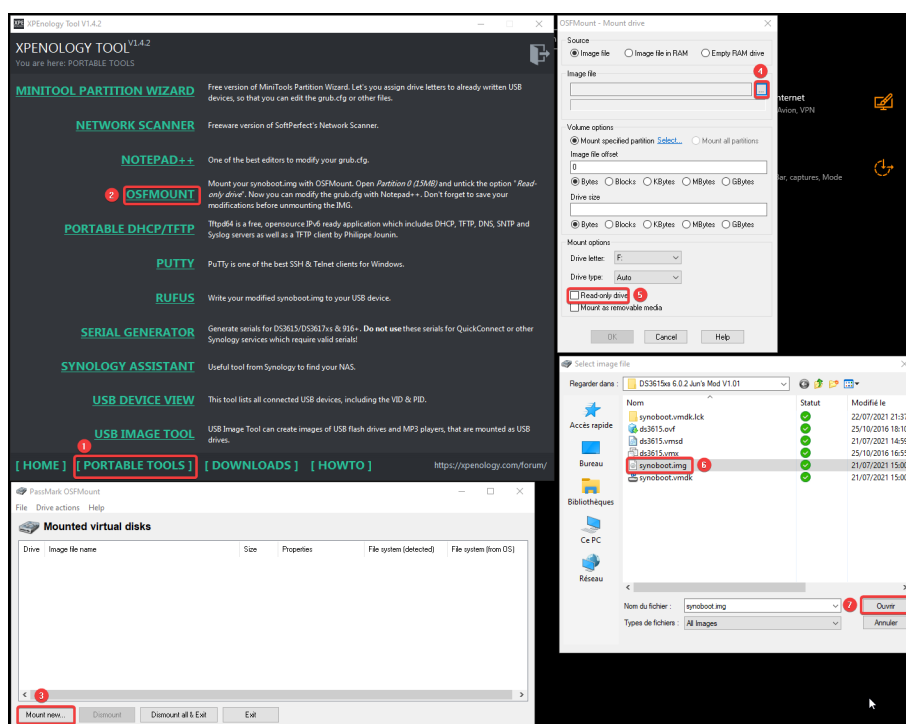 XPE XPEnology Tool V1.4.2
XPENOLOGY TOOL V1.4.2
You are here: PORTABLE TOOLS
MINITOOL PARTITION WIZARD
Free version of MiniTools Partition Wizard. Let's you assign drive letters to already written USB
devices, so that you can edit the grub.cfg or other files.
NETWORK SCANNER
Freeware version of SoftPerfect's Network Scanner.
NOTEPAD++
One of the best editors to modify your grub.cfg.
2 OSFMOUNT
Mount your synoboot.img with OSFMount. Open Partition 0 (15MB) and untick the option "Read-
only drive". Now you can modify the grub.cfg with Notepad++. Don't forget to save your
modifications before unmounting the IMG.
PORTABLE DHCP/TFTP
Tftpd64 is a free, opensource IPv6 ready application which includes DHCP, TFTP, DNS, SNTP and
Syslog servers as well as a TFTP client by Philippe Jounin.
PUTTY
PuTTy is one of the best SSH & Telnet clients for Windows.
RUFUS
Write your modified synoboot.img to your USB device.
SERIAL GENERATOR
Generate serials for DS3615/DS3617xs & 916+. Do not use these serials for QuickConnect or other
Synology services which require valid serials!
SYNOLOGY ASSISTANT
Useful tool from Synology to find your NAS.
USB DEVICE VIEW
This tool lists all connected USB devices, including the VID & PID.
USB IMAGE TOOL
USB Image Tool can create images of USB flash drives and MP3 players, that are mounted as USB
drives.
1
[ HOME ] [ PORTABLE TOOLS ] [ DOWNLOADS ] [ HOWTO ] https://xpenology.com/forum/
PassMark OSFMount
File Drive actions Help
Mounted virtual disks
Drive Image file name Size Properties File system (detected) File system (from OS)
3
Mount new... Dismount Dismount all & Exit Exit
OSFMount - Mount drive
Source
Image file Image file in RAM Empty RAM drive
Image file
4
...
Volume options
Mount specified partition Select... Mount all partitions
Image file offset
0
Bytes Blocks KBytes MBytes GBytes
Drive size
Bytes Blocks KBytes MBytes GBytes
Mount options
Drive letter: F:
Drive type: Auto
Read-only drive 5
Mount as removable media
OK Cancel Help
Avion, VPN
captures, Mode
Select image file
Regarder dans : DS3615xs 6.0.2 Jun's Mod V1.01
Accès rapide
Bureau
Bibliothèques
Ce PC
Réseau
Nom Statut Modifié le
synoboot.vmdk.lck 22/07/2021 21:37
ds3615.ovf 25/10/2016 18:10
ds3615.vmsd 21/07/2021 14:59
ds3615.vmx 25/10/2016 16:55
synoboot.img 6 21/07/2021 15:00
synoboot.vmdk 21/07/2021 15:00
Nom du fichier : synoboot.img 7 Ouvrir
Types de fichiers : All Images Annuler